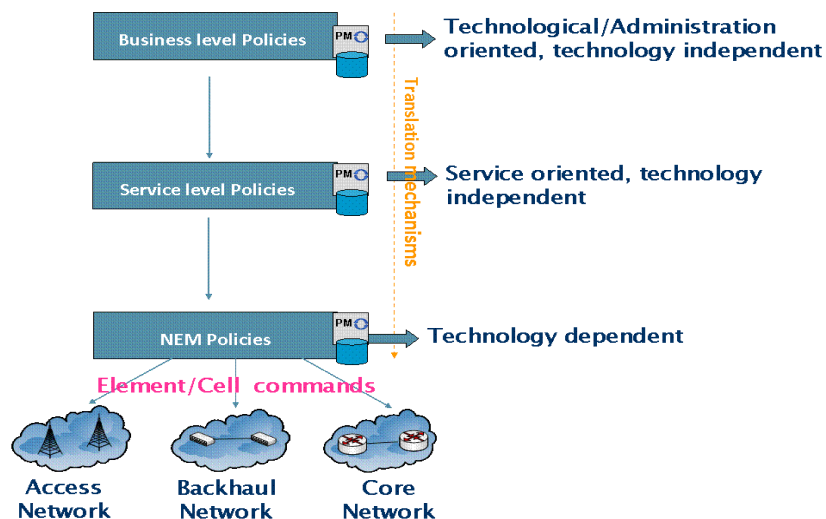 Business level Policies
PM
Technological/Administration
oriented, technology independent
Translation mechanisms
Service level Policies
PM
Service oriented, technology
independent
NEM Policies
PM
Technology dependent
Element/Cell commands
Access
Network
Backhaul
Network
Core
Network